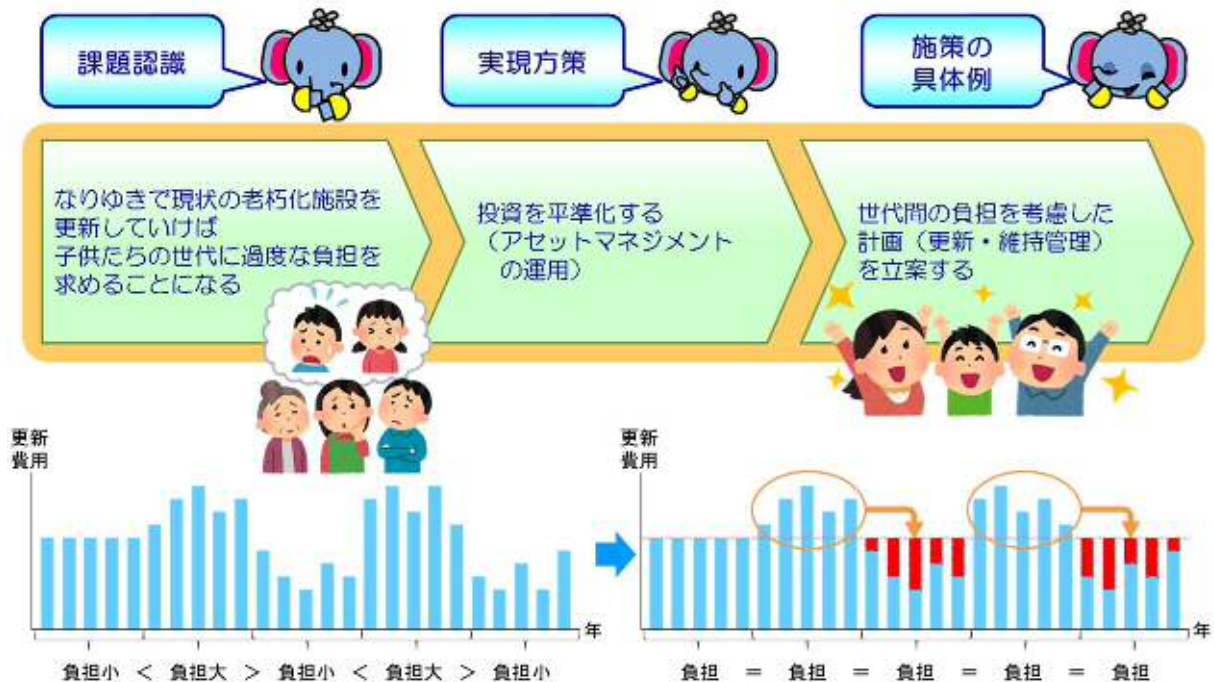 課題認識
実現方策
施策の
具体例
なりゆきで現状の老朽化施設を
更新していけば
子供たちの世代に過度な負担を
求めることになる
投資を平準化する
（アセットマネジメント
の運用）
世代間の負担を考慮した
計画（更新・維持管理）
を立案する
更新
費用
年
負担小 < 負担大 > 負担小 < 負担大 > 負担小
更新
費用
年
負担 = 負担 = 負担 = 負担 = 負担